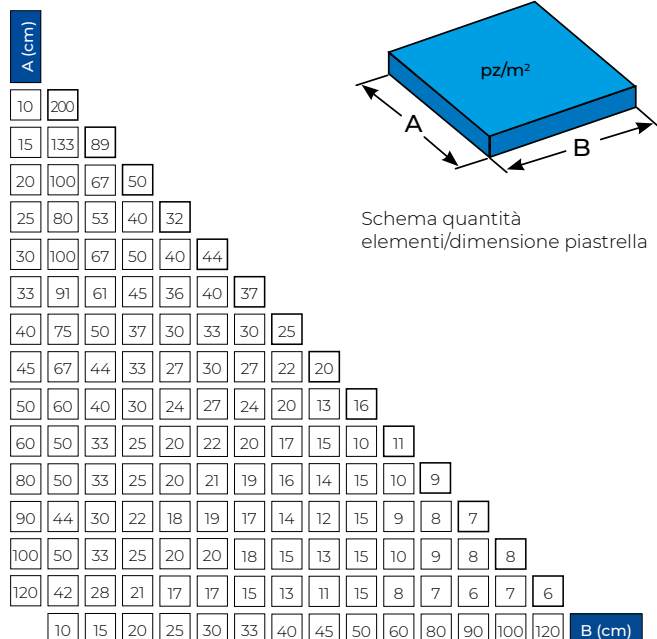 A (cm)
pz/m²
A
B
Schema quantità
elementi/dimensione piastrella
10 200
15 133 89
20 100 67 50
25 80 53 40 32
30 100 67 50 40 44
33 91 61 45 36 40 37
40 75 50 37 30 33 30 25
45 67 44 33 27 30 27 22 20
50 60 40 30 24 27 24 20 13 16
60 50 33 25 20 22 20 17 15 10 11
80 50 33 25 20 21 19 16 14 15 10 9
90 44 30 22 18 19 17 14 12 15 9 8 7
100 50 33 25 20 20 18 15 13 15 10 9 8 8
120 42 28 21 17 17 15 13 11 15 8 7 6 7 6
10 15 20 25 30 33 40 45 50 60 80 90 100 120 B (cm)